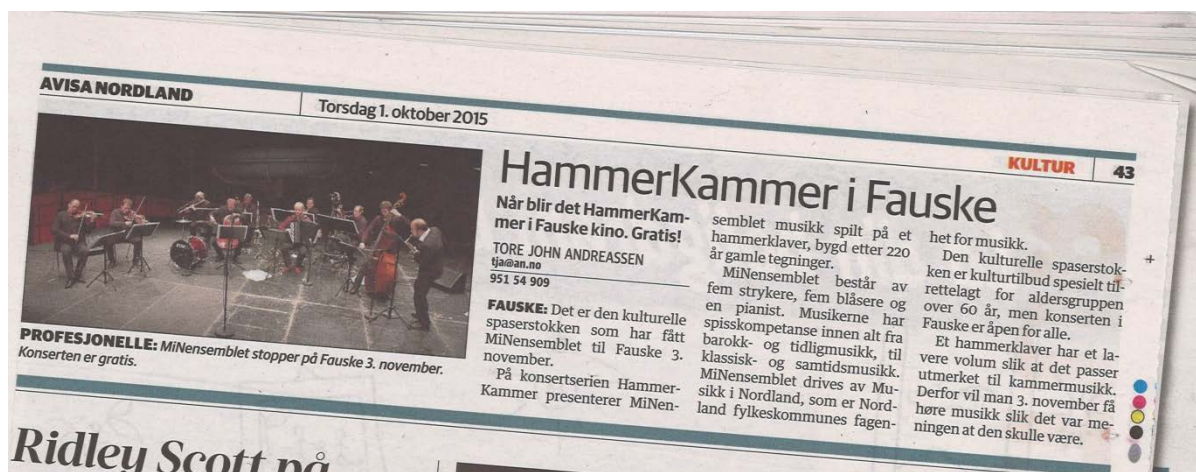 AVISA NORDLAND
Torsdag 1. oktober 2015
KULTUR
43
PROFESJONELLE: MiNensemblet stopper på Fauske 3. november.
Konserten er gratis.
HammerKammer i Fauske
Når blir det HammerKam-
mer i Fauske kino. Gratis!
TORE JOHN ANDREASSEN
tja@an.no
951 54 909
FAUSKE: Det er den kulturelle
spaserstokken som har fått
MiNensemblet til Fauske 3.
november.
På konsertserien Hammer-
Kammer presenterer MiNen-
semblet musikk spilt på et
hammerklaver, bygd etter 220
år gamle tegninger.
MiNensemblet består av
fem strykere, fem blåsere og
en pianist. Musikerne har
spisskompetanse innen alt fra
barokk- og tidligmusikk, til
klassisk- og samtidsmusikk.
MiNensemblet drives av Mu-
sikk i Nordland, som er Nord-
land fylkeskommunes fagen-
het for musikk.
Den kulturelle spaserstok-
ken er kulturtilbud spesielt til-
rettelagt for aldersgruppen
over 60 år, men konserten i
Fauske er åpen for alle.
Et hammerklaver har et la-
vere volum slik at det passer
utmerket til kammermusikk.
Derfor vil man 3. november få
høre musikk slik det var me-
ningen at den skulle være.
Ridley Scott på